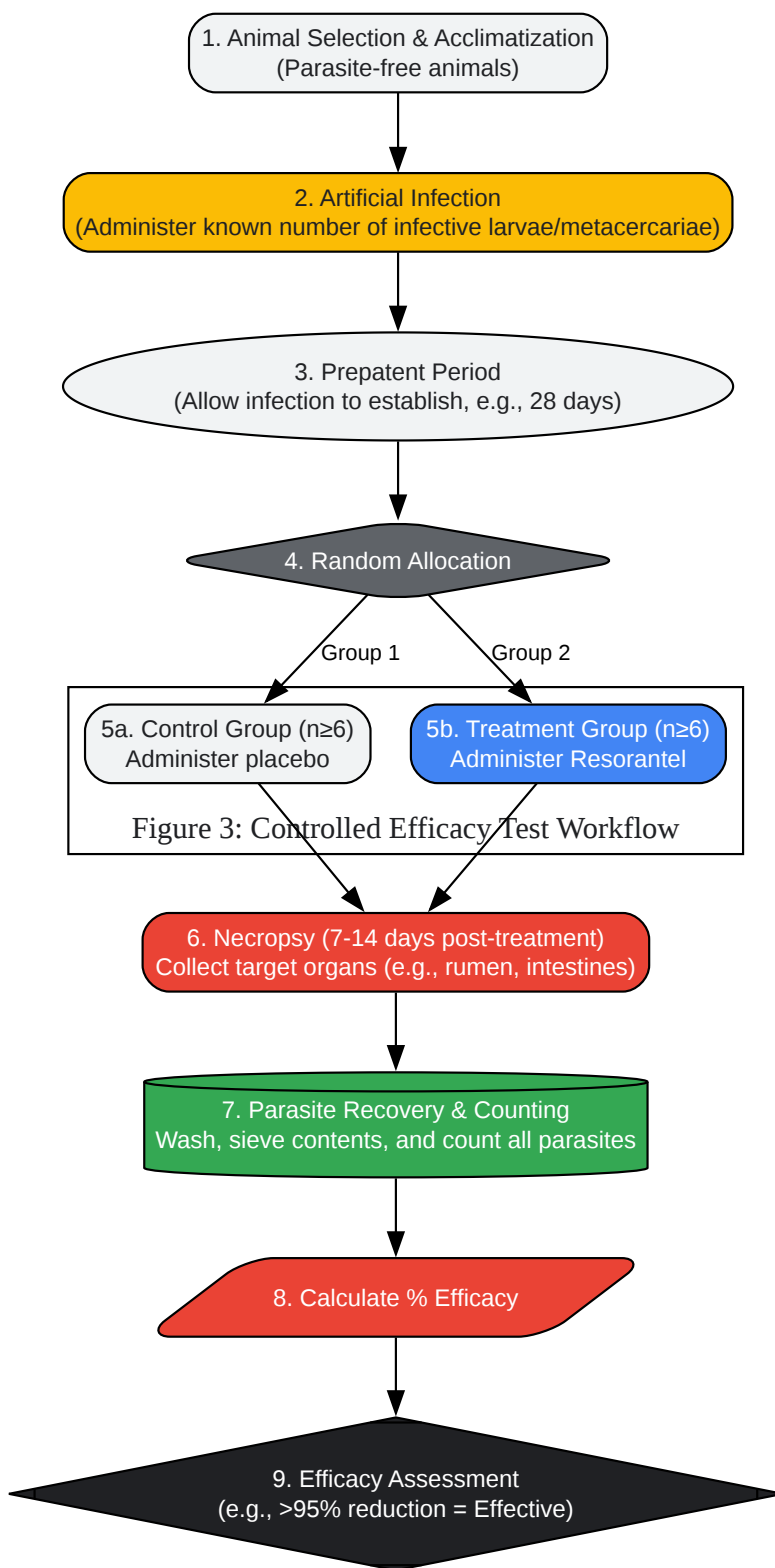 1. Animal Selection & Acclimatization
(Parasite-free animals)
2. Artificial Infection
(Administer known number of infective larvae/metacercariae)
3. Prepatent Period
(Allow infection to establish, e.g., 28 days)
4. Random Allocation
Group 1
Group 2
5a. Control Group (n≥6)
Administer placebo
5b. Treatment Group (n≥6)
Administer Resorantel
Figure 3: Controlled Efficacy Test Workflow
6. Necropsy (7-14 days post-treatment)
Collect target organs (e.g., rumen, intestines)
7. Parasite Recovery & Counting
Wash, sieve contents, and count all parasites
8. Calculate % Efficacy
9. Efficacy Assessment
(e.g., >95% reduction = Effective)